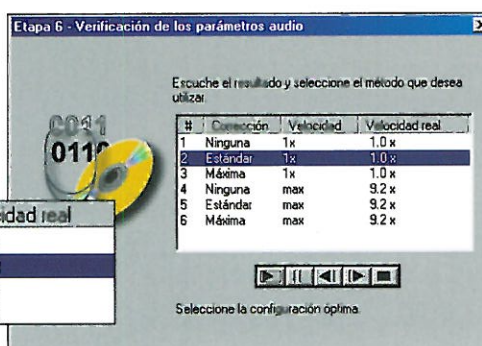 Etapa 6 - Verificación de los parámetros audio
Escuche el resultado y seleccione el método que desea
utilizar.
# Corrección Velocidad Velocidad real
1 Ninguna 1x 1.0 x
2 Estándar 1x 1.0 x
3 Máxima 1x 1.0 x
4 Ninguna max 9.2 x
5 Estándar max 9.2 x
6 Máxima max 9.2 x
0011
0110
cidad real
Seleccione la configuración óptima.